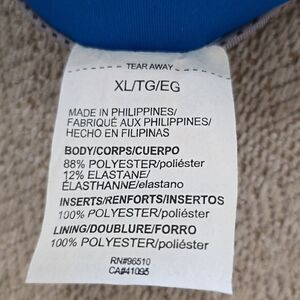 TEAR AWAY
XL/TG/EG
MADE IN PHILIPPINES/
FABRIQUÉ AUX PHILIPPINES/
HECHO EN FILIPINAS
BODY/CORPS/CUERPO
88% POLYESTER/poliéster
12% ELASTANE/
ÉLASTHANNE/elastano
INSERTS/RENFORTS/INSERTOS
100% POLYESTER/poliéster
LINING/DOUBLURE/FORRO
100% POLYESTER/poliéster
RN#96510
CA#41095